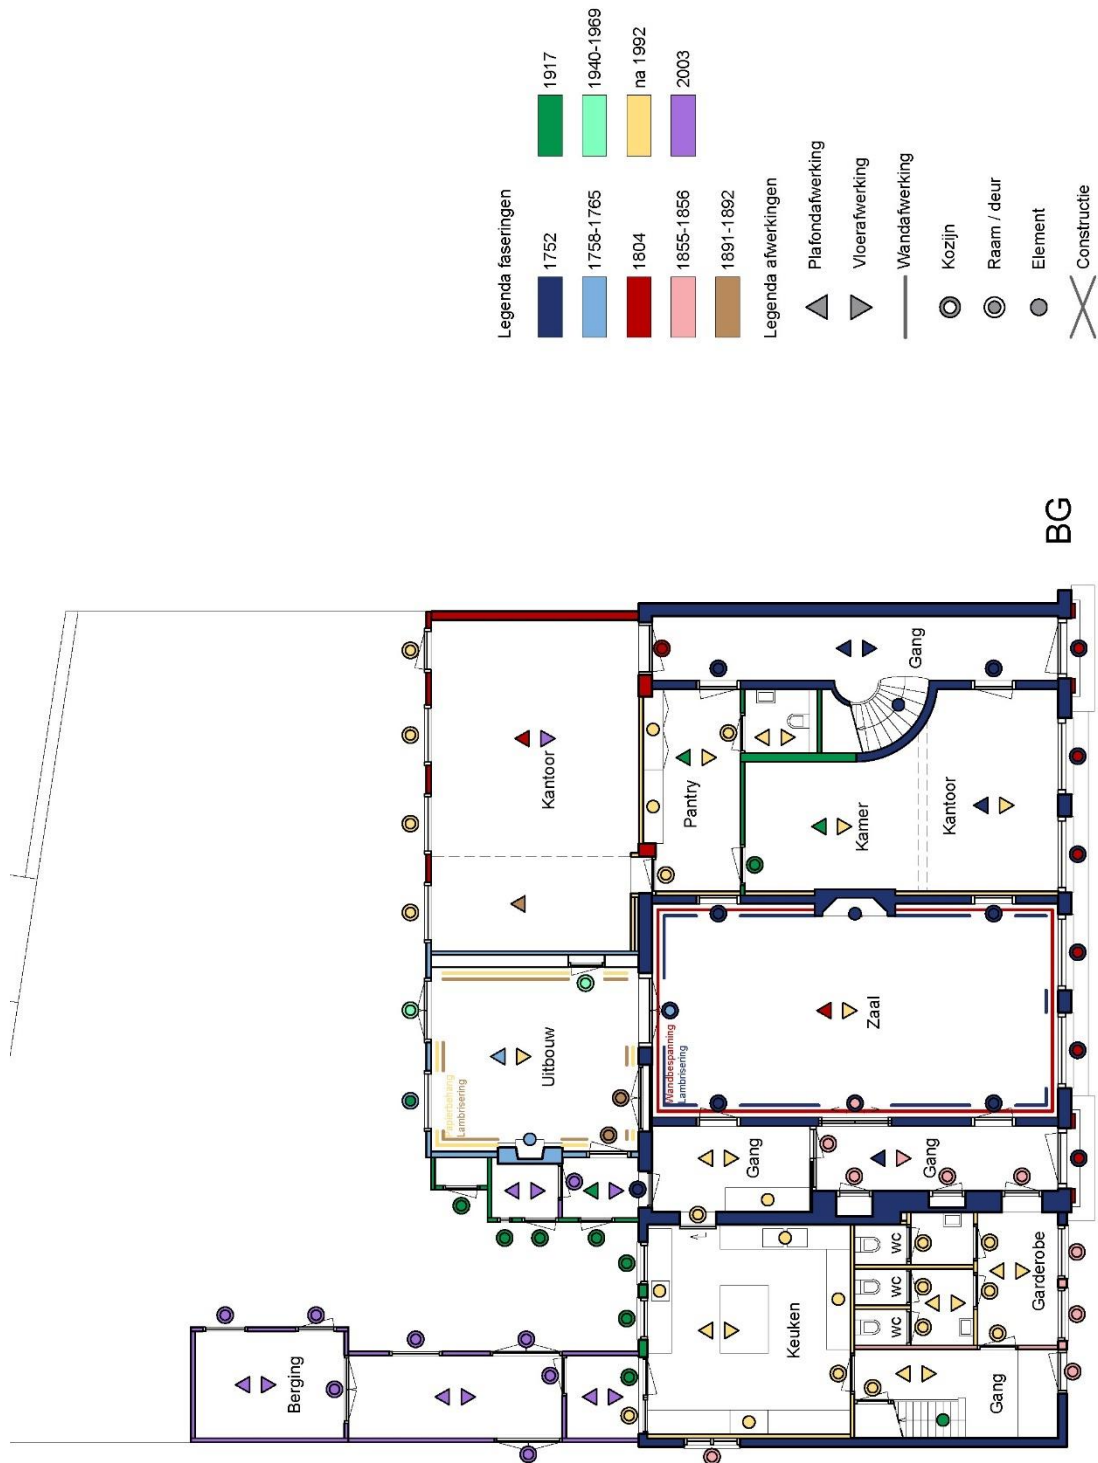 Legenda faseringen
1752
1758-1765
1804
1855-1856
1891-1892
1917
1940-1969
na 1992
2003
Legenda afwerkingen
Plafondafwerking
Vloerafwerking
Wandafwerking
Kozijn
Raam / deur
Element
Constructie
BG
Berging
Uitbouw
Papierbehang
Lambrisering
Kantoor
Keuken
Gang
Zaal
Wandbespanning
Lambrisering
Pantry
Kamer
Kantoor
Gang
Gang
WC
WC
WC
Garderobe
Gang